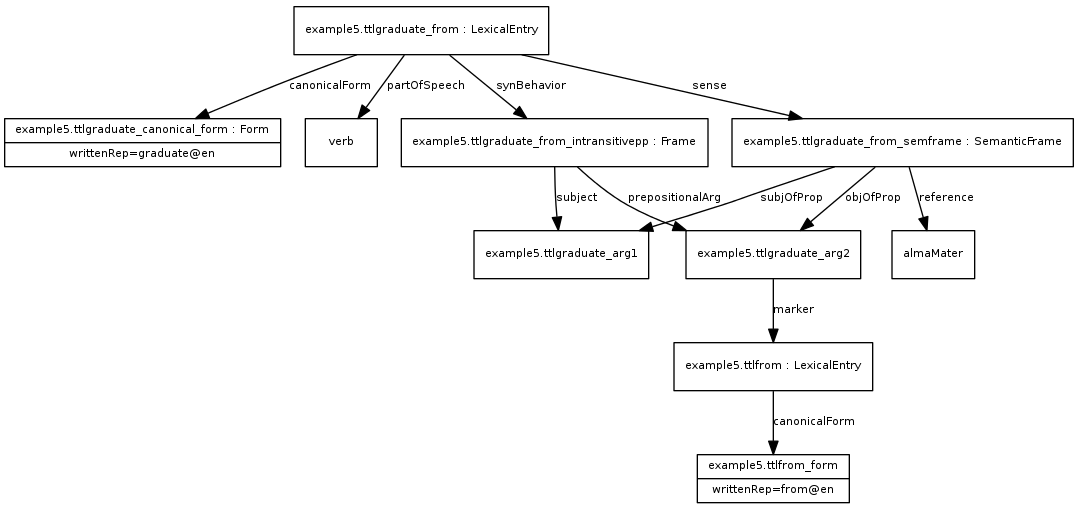 example5.ttlgraduate_from : LexicalEntry
canonicalForm
partOfSpeech
synBehavior
sense
example5.ttlgraduate_canonical_form : Form
writtenRep=graduate@en
verb
example5.ttlgraduate_from_intransitivepp : Frame
example5.ttlgraduate_from_semframe : SemanticFrame
subject
prepositionalArg
subjOfProp
objOfProp
reference
example5.ttlgraduate_arg1
example5.ttlgraduate_arg2
almaMater
marker
example5.ttlfrom : LexicalEntry
canonicalForm
example5.ttlfrom_form
writtenRep=from@en